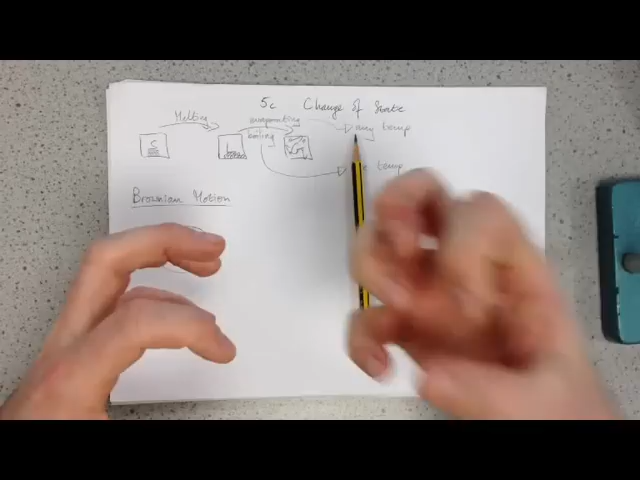 5c Change of State
Melting
evaporating
any temp
boiling
S
L
temp
Brownian Motion